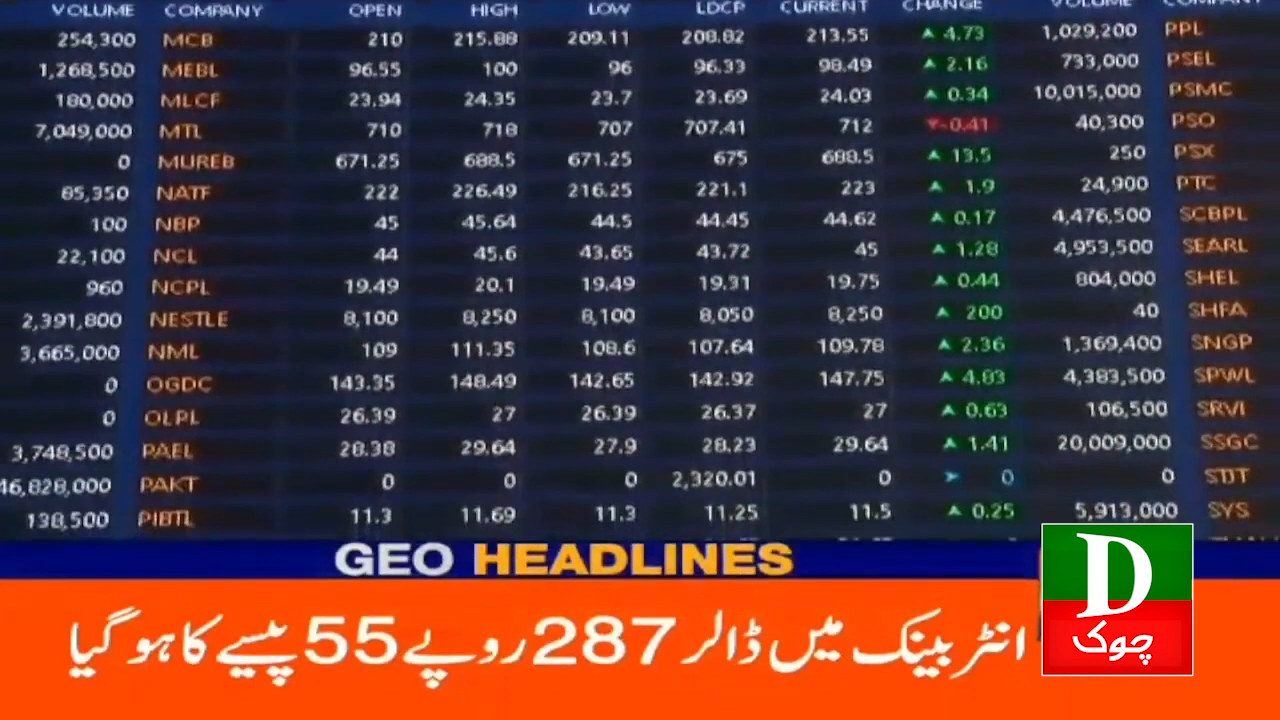 VOLUME COMPANY OPEN HIGH LOW LDCP CURRENT CHANGE VOLUME COMPANY
254,300 MCB 210 215.88 209.11 208.82 213.55 ▲ 4.73 1,029,200 PPL
1,268,500 MEBL 96.55 100 96 96.33 98.49 ▲ 2.16 733,000 PSEL
180,000 MLCF 23.94 24.35 23.7 23.69 24.03 ▲ 0.34 10,015,000 PSMC
7,049,000 MTL 710 718 707 707.41 712 ▼-0.41 40,300 PSO
0 MUREB 671.25 688.5 671.25 675 688.5 ▲ 13.5 250 PSX
85,350 NATF 222 226.49 216.25 221.1 223 ▲ 1.9 24,900 PTC
100 NBP 45 45.64 44.5 44.45 44.62 ▲ 0.17 4,476,500 SCBPL
22,100 NCL 44 45.6 43.65 43.72 45 ▲ 1.28 4,953,500 SEARL
960 NCPL 19.49 20.1 19.49 19.31 19.75 ▲ 0.44 804,000 SHEL
2,391,800 NESTLE 8,100 8,250 8,100 8,050 8,250 ▲ 200 40 SHFA
3,665,000 NML 109 111.35 108.6 107.64 109.78 ▲ 2.36 1,369,400 SNGP
0 OGDC 143.35 148.49 142.65 142.92 147.75 ▲ 4.83 4,383,500 SPWL
0 OLPL 26.39 27 26.39 26.37 27 ▲ 0.63 106,500 SRVI
3,748,500 PAEL 28.38 29.64 27.9 28.23 29.64 ▲ 1.41 20,009,000 SSGC
46,828,000 PAKT 0 0 0 2,320.01 0 ➤ 0 0 STJT
138,500 PIBTL 11.3 11.69 11.3 11.25 11.5 ▲ 0.25 5,913,000 SYS
GEO HEADLINES
انٹر بینک میں ڈالر 287 روپے 55 پیسے کا ہو گیا
D
چوک